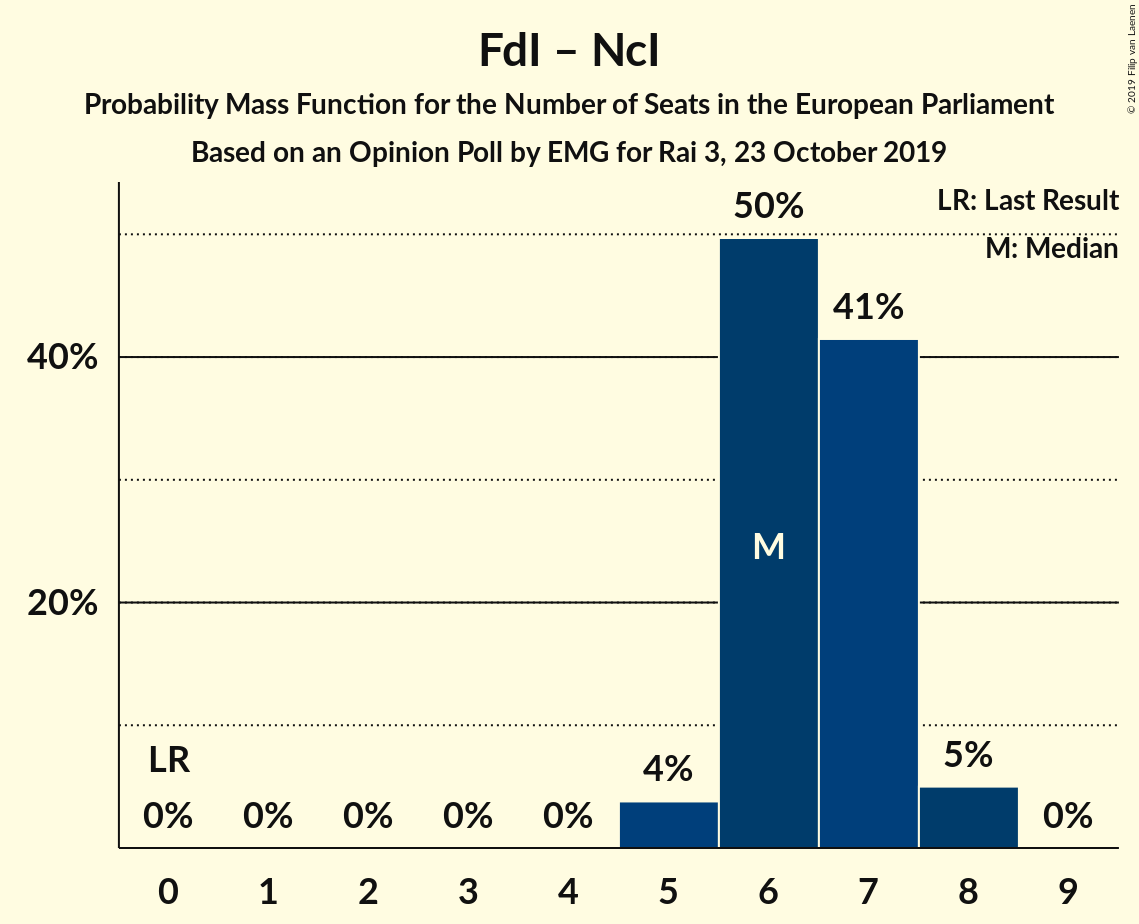 FdI – NcI
Probability Mass Function for the Number of Seats in the European Parliament
Based on an Opinion Poll by EMG for Rai 3, 23 October 2019
© 2019 Filip van Laenen
LR: Last Result
M: Median
50%
41%
40%
M
20%
LR
0%
0%
0%
0%
0%
4%
5%
0%
0
1
2
3
4
5
6
7
8
9